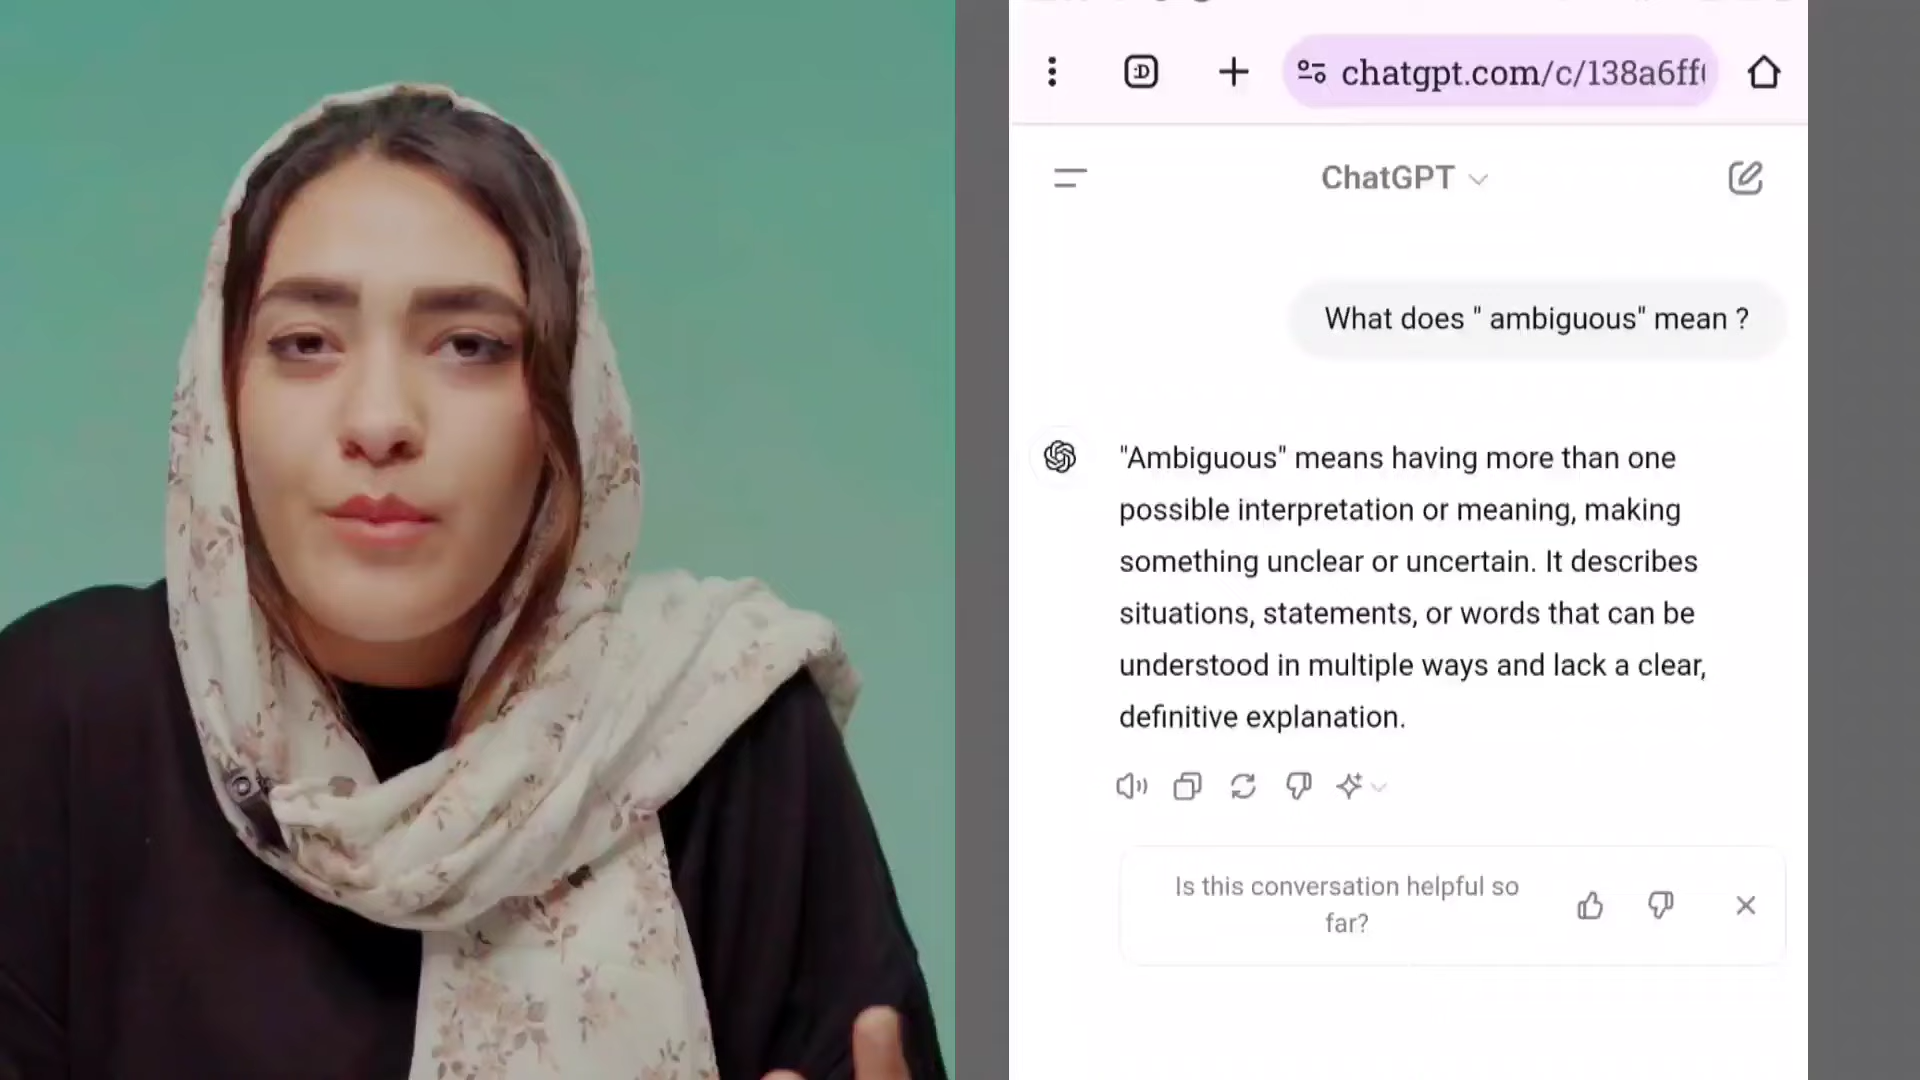 :D
chatgpt.com/c/138a6ff
ChatGPT
What does " ambiguous" mean ?
"Ambiguous" means having more than one
possible interpretation or meaning, making
something unclear or uncertain. It describes
situations, statements, or words that can be
understood in multiple ways and lack a clear,
definitive explanation.
Is this conversation helpful so
far?